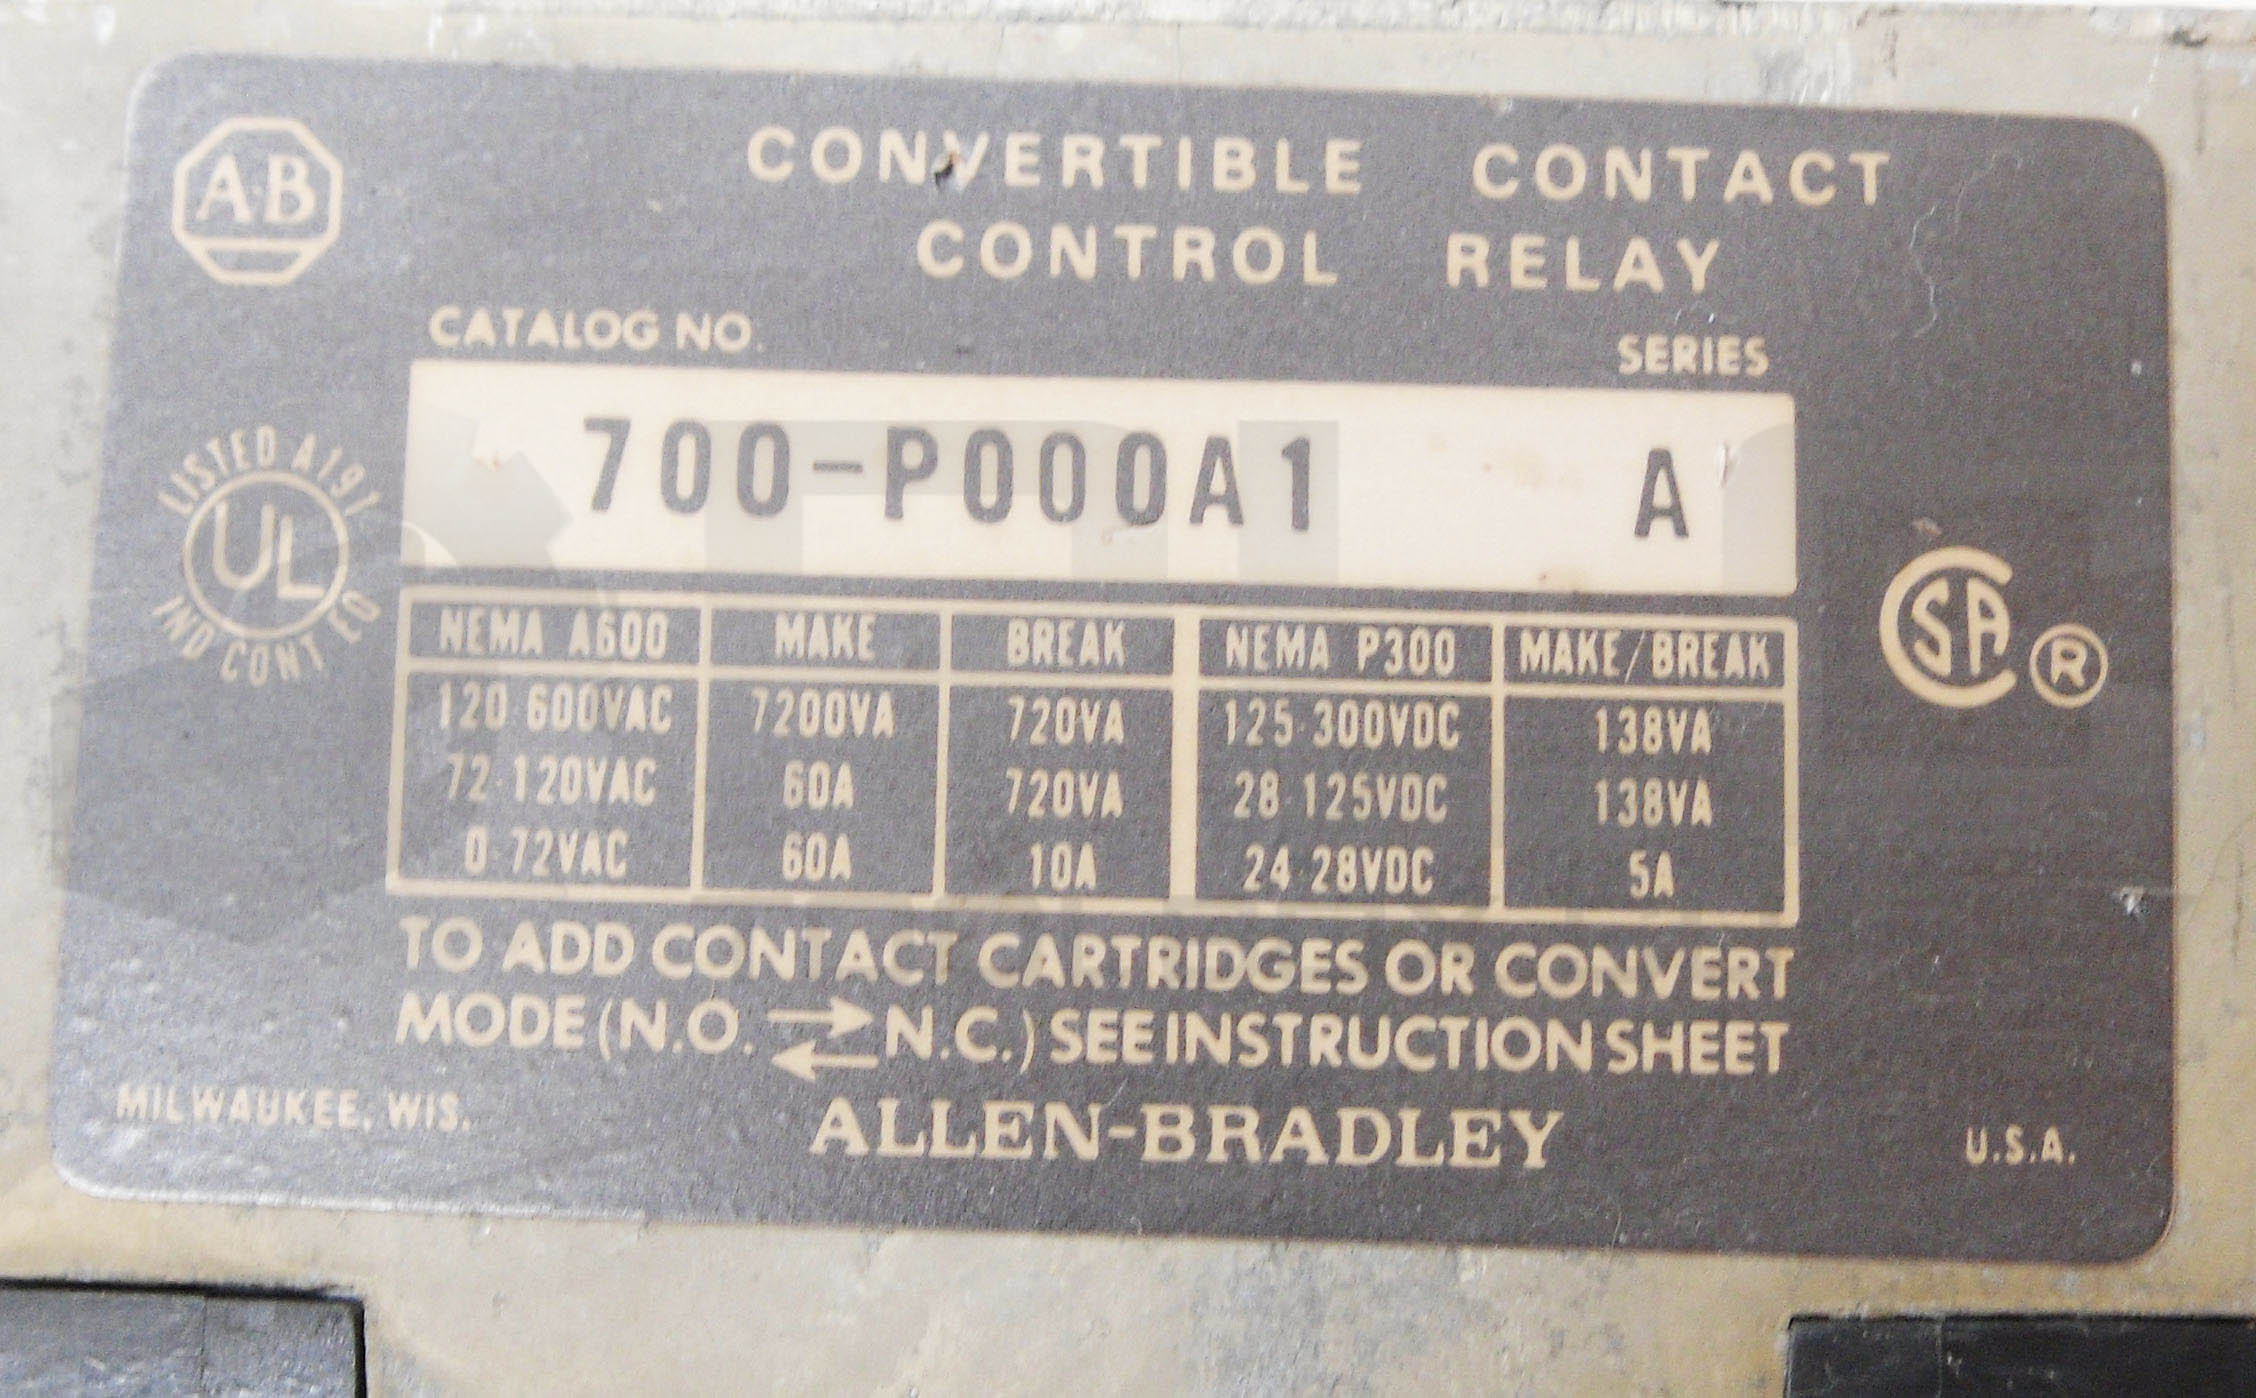 A-B
CONVERTIBLE CONTACT
CONTROL RELAY
CATALOG NO. SERIES
700-P000A1 A
LISTED A191
UL
IND CONT EQ
NEMA A600 MAKE BREAK NEMA P300 MAKE/BREAK
120-600VAC 7200VA 720VA 125-300VDC 138VA
72-120VAC 60A 720VA 28-125VDC 138VA
0-72VAC 60A 10A 24-28VDC 5A
CSA ®
TO ADD CONTACT CARTRIDGES OR CONVERT
MODE (N.O. ⇄ N.C.) SEE INSTRUCTION SHEET
MILWAUKEE, WIS. ALLEN-BRADLEY U.S.A.